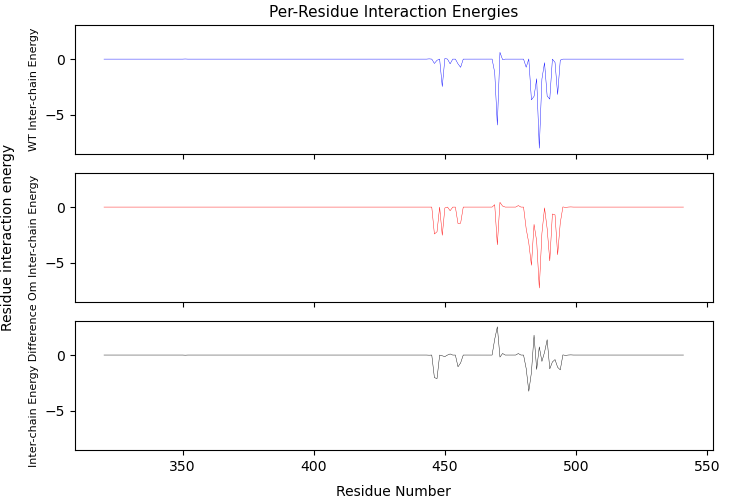 Per-Residue Interaction Energies
Residue interaction energy
WT Inter-chain Energy
0
−5
Om Inter-chain Energy
0
−5
Inter-chain Energy Difference
0
−5
350
400
450
500
550
Residue Number